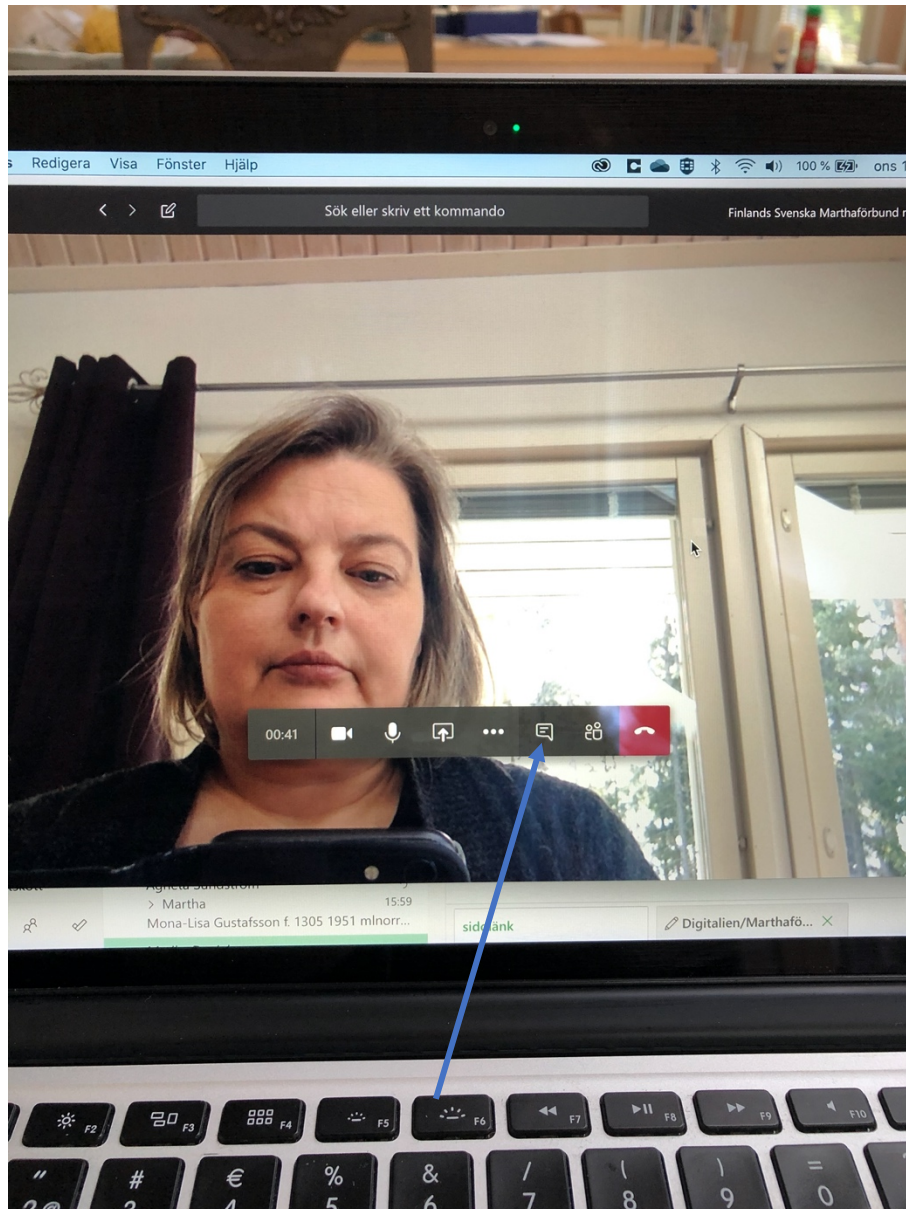 Redigera Visa Fönster Hjälp 100 % ons
Sök eller skriv ett kommando Finlands Svenska Marthaförbund
00:41
> Martha 15:59
Mona-Lisa Gustafsson f. 1305 1951 mlnorr...
Digitalien/Marthafö... ×
F2 F3 F4 F5 F6 F7 F8 F9 F10
" # € % & / ( ) =
2 @ 3 4 5 6 7 8 9 0